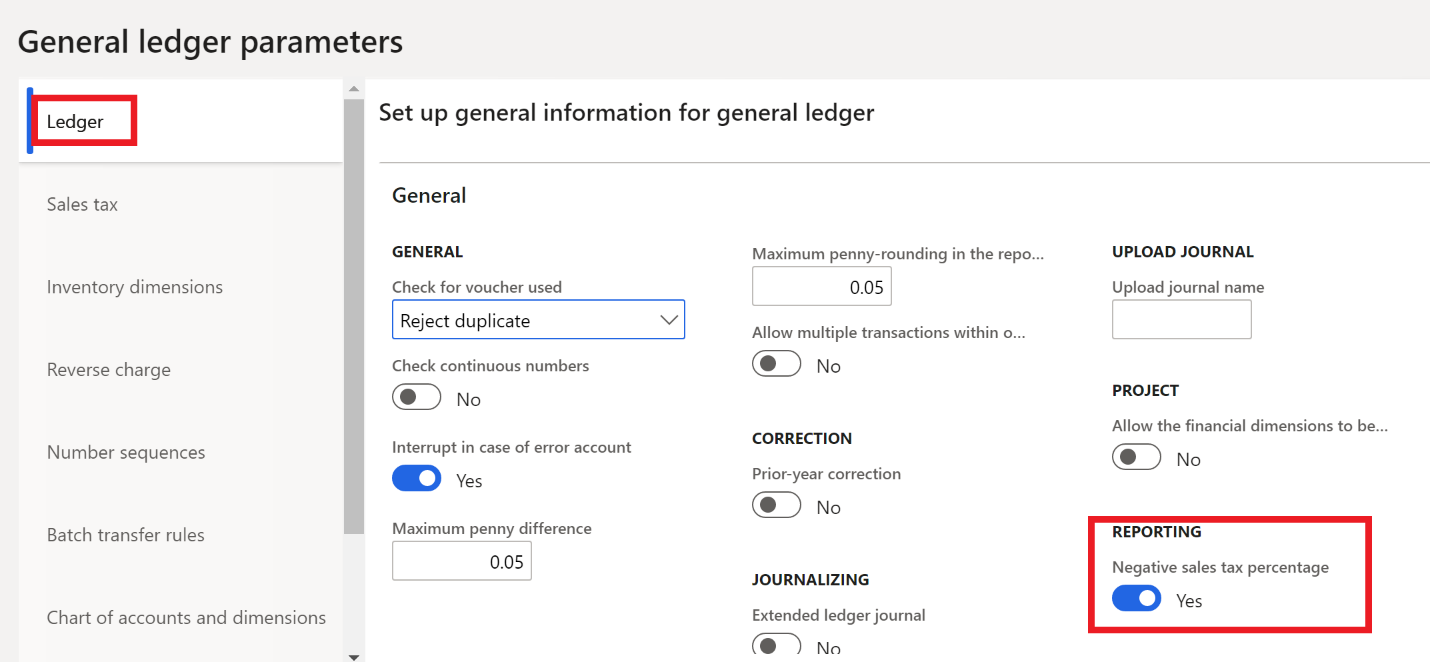 General ledger parameters
Ledger
Sales tax
Inventory dimensions
Reverse charge
Number sequences
Batch transfer rules
Chart of accounts and dimensions
Set up general information for general ledger
General
GENERAL
Check for voucher used
Reject duplicate
Check continuous numbers
No
Interrupt in case of error account
Yes
Maximum penny difference
0.05
Maximum penny-rounding in the repo...
0.05
Allow multiple transactions within o...
No
CORRECTION
Prior-year correction
No
JOURNALIZING
Extended ledger journal
No
UPLOAD JOURNAL
Upload journal name
PROJECT
Allow the financial dimensions to be...
No
REPORTING
Negative sales tax percentage
Yes